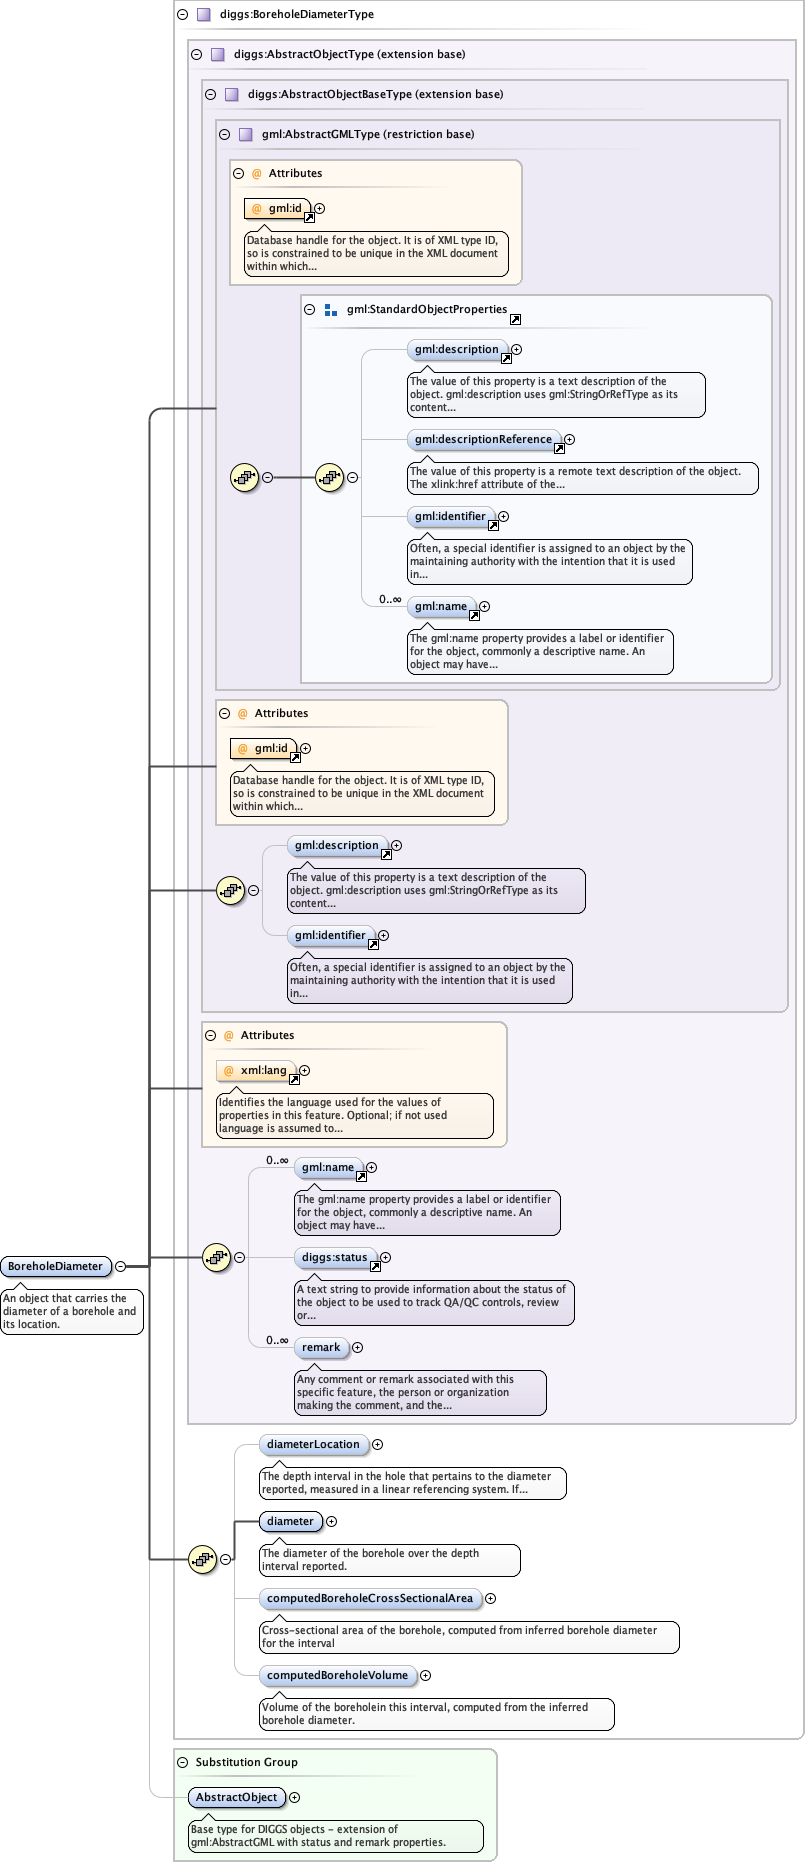 diggs:BoreholeDiameterType
diggs:AbstractObjectType (extension base)
diggs:AbstractObjectBaseType (extension base)
gml:AbstractGMLType (restriction base)
@ Attributes
@ gml:id
Database handle for the object. It is of XML type ID,
so is constrained to be unique in the XML document
within which...
gml:StandardObjectProperties
gml:description
The value of this property is a text description of the
object. gml:description uses gml:StringOrRefType as its
content...
gml:descriptionReference
The value of this property is a remote text description of the object.
The xlink:href attribute of the...
gml:identifier
Often, a special identifier is assigned to an object by the
maintaining authority with the intention that it is used
in...
0..∞
gml:name
The gml:name property provides a label or identifier
for the object, commonly a descriptive name. An
object may have...
@ Attributes
@ gml:id
Database handle for the object. It is of XML type ID,
so is constrained to be unique in the XML document
within which...
gml:description
The value of this property is a text description of the
object. gml:description uses gml:StringOrRefType as its
content...
gml:identifier
Often, a special identifier is assigned to an object by the
maintaining authority with the intention that it is used
in...
@ Attributes
@ xml:lang
Identifies the language used for the values of
properties in this feature. Optional; if not used
language is assumed to...
0..∞
gml:name
The gml:name property provides a label or identifier
for the object, commonly a descriptive name. An
object may have...
diggs:status
A text string to provide information about the status of
the object to be used to track QA/QC controls, review
or...
0..∞
remark
Any comment or remark associated with this
specific feature, the person or organization
making the comment, and the...
BoreholeDiameter
An object that carries the
diameter of a borehole and
its location.
diameterLocation
The depth interval in the hole that pertains to the diameter
reported, measured in a linear referencing system. If...
diameter
The diameter of the borehole over the depth
interval reported.
computedBoreholeCrossSectionalArea
Cross-sectional area of the borehole, computed from inferred borehole diameter
for the interval
computedBoreholeVolume
Volume of the boreholein this interval, computed from the inferred
borehole diameter.
Substitution Group
AbstractObject
Base type for DIGGS objects - extension of
gml:AbstractGML with status and remark properties.